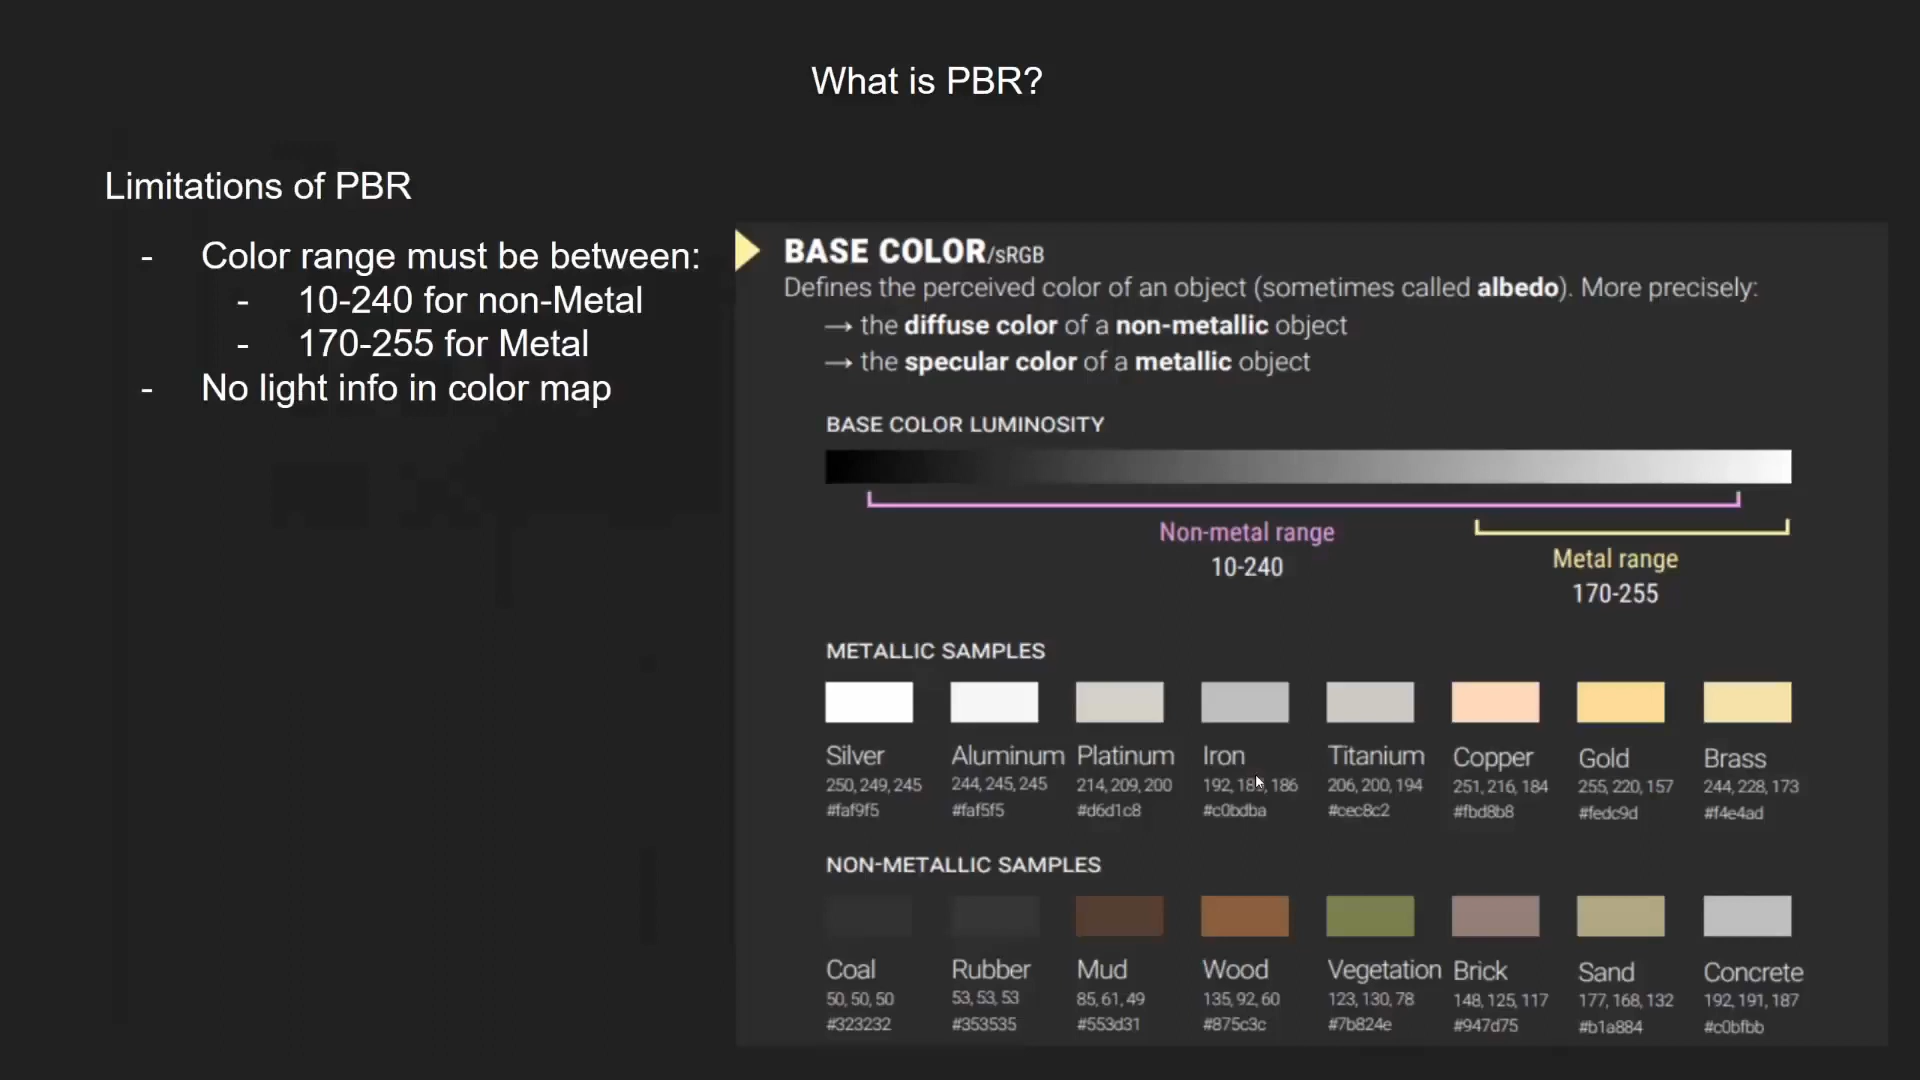 What is PBR?
Limitations of PBR
- Color range must be between:
- 10-240 for non-Metal
- 170-255 for Metal
- No light info in color map
BASE COLOR/sRGB
Defines the perceived color of an object (sometimes called albedo). More precisely:
→ the diffuse color of a non-metallic object
→ the specular color of a metallic object
BASE COLOR LUMINOSITY
Non-metal range
10-240
Metal range
170-255
METALLIC SAMPLES
Silver Aluminum Platinum Iron Titanium Copper Gold Brass
250, 249, 245 244, 245, 245 214, 209, 200 192, 186 206, 200, 194 251, 216, 184 255, 220, 157 244, 228, 173
#faf9f5 #faf5f5 #d6d1c8 #c0bdba #cec8c2 #fbd8b8 #fedc9d #f4e4ad
NON-METALLIC SAMPLES
Coal Rubber Mud Wood Vegetation Brick Sand Concrete
50, 50, 50 53, 53, 53 85, 61, 49 135, 92, 60 123, 130, 78 148, 125, 117 177, 168, 132 192, 191, 187
#323232 #353535 #553d31 #875c3c #7b824e #947d75 #b1a884 #c0bfbb